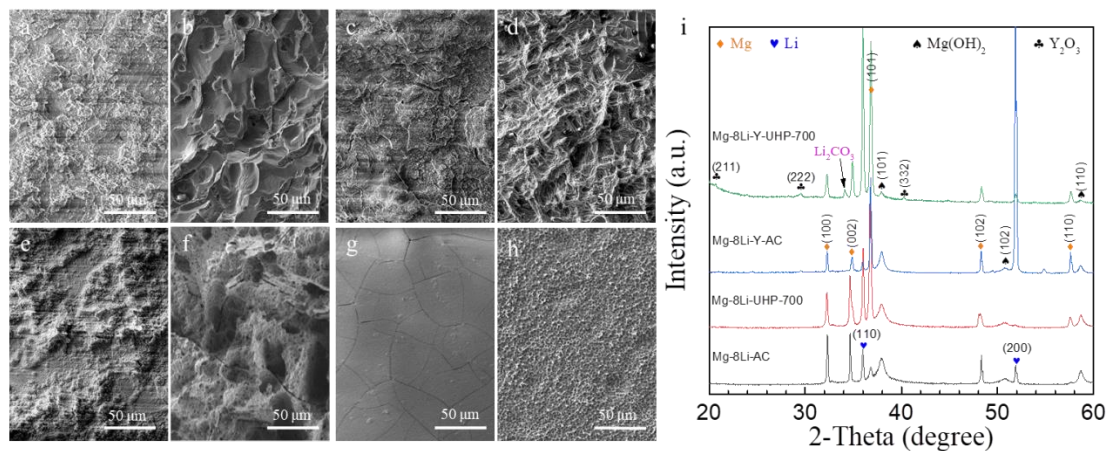 a
b
c
d
50 μm
50 μm
50 μm
50 μm
e
f
g
h
50 μm
50 μm
50 μm
50 μm
i
♦ Mg ♥ Li ♠ Mg(OH)2 ♣ Y2O3
(101)
Mg-8Li-Y-UHP-700
Li2CO3
(211)
(222)
(101)
(332)
(110)
Mg-8Li-Y-AC
(100)
(002)
(102)
(102)
(110)
Mg-8Li-UHP-700
Mg-8Li-AC
(110)
(200)
Intensity (a.u.)
20 30 40 50 60
2-Theta (degree)